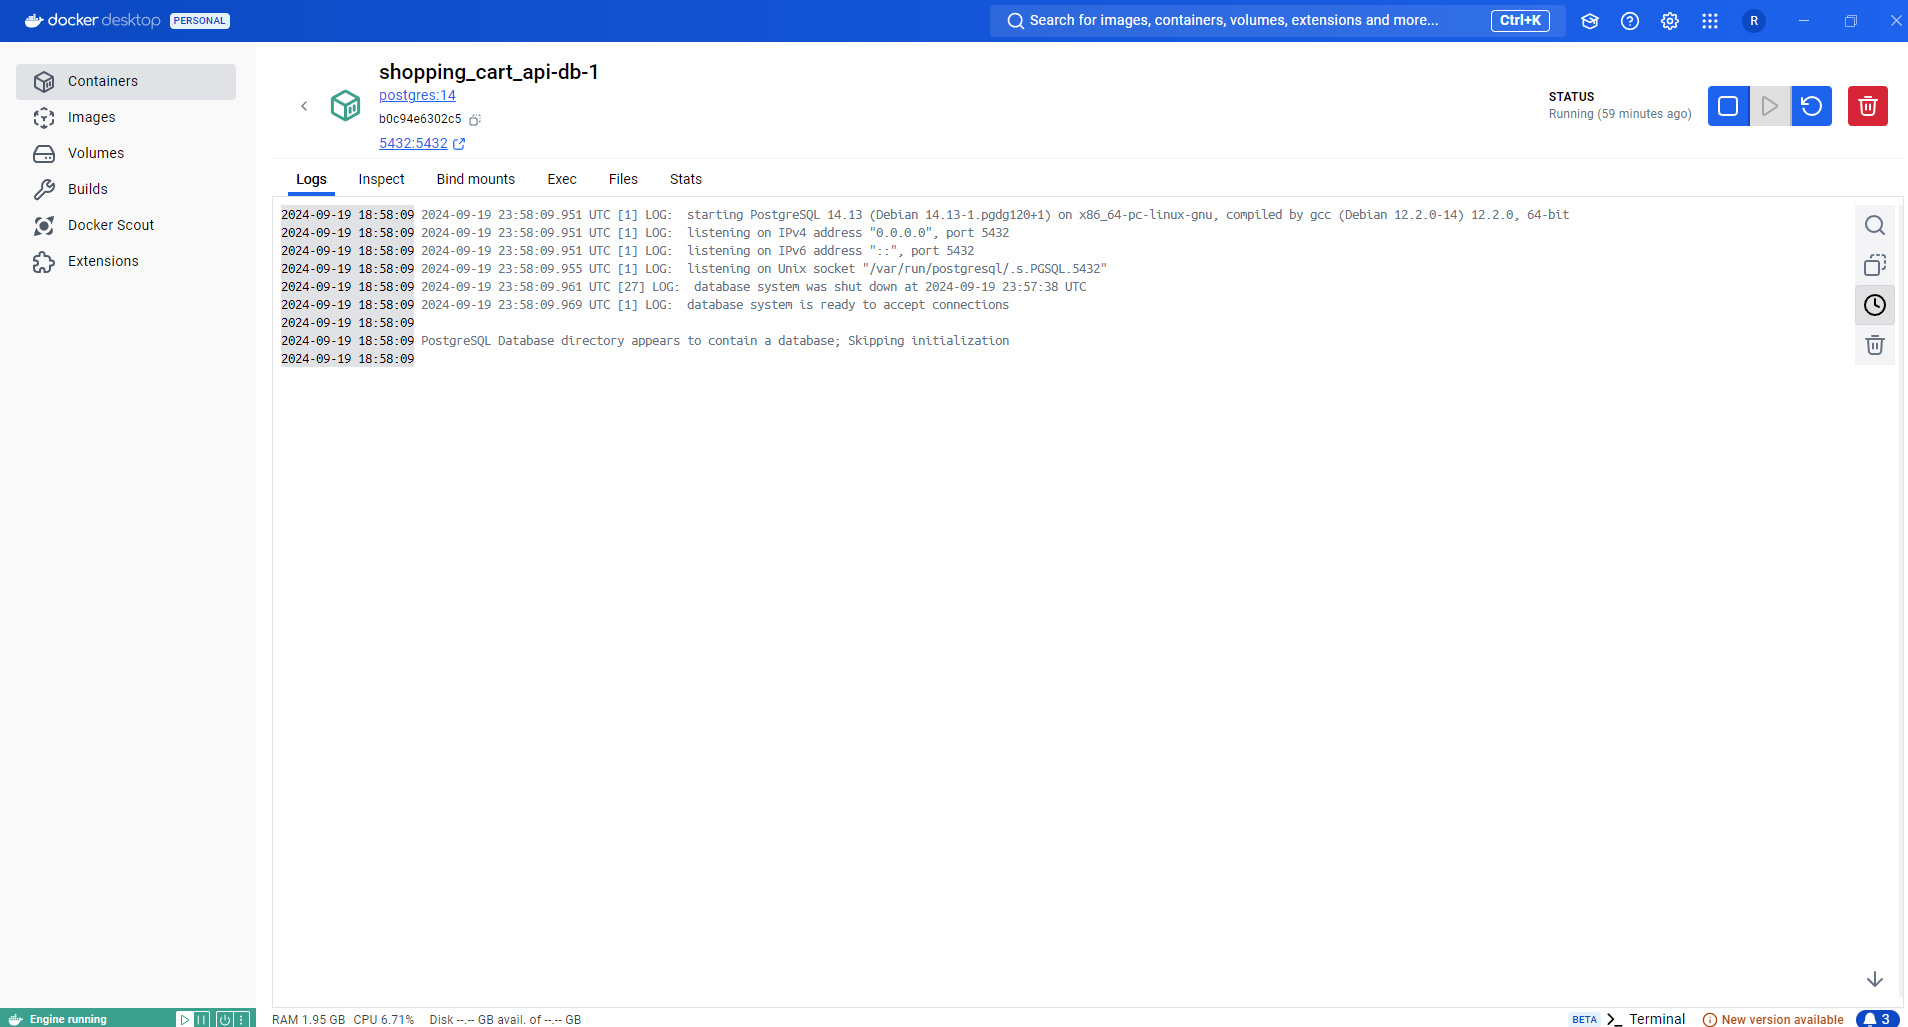 docker desktop PERSONAL
Search for images, containers, volumes, extensions and more... Ctrl+K
R
Containers
Images
Volumes
Builds
Docker Scout
Extensions
shopping_cart_api-db-1
postgres:14
b0c94e6302c5
5432:5432
STATUS
Running (59 minutes ago)
Logs Inspect Bind mounts Exec Files Stats
2024-09-19 18:58:09 2024-09-19 23:58:09.951 UTC [1] LOG:  starting PostgreSQL 14.13 (Debian 14.13-1.pgdg120+1) on x86_64-pc-linux-gnu, compiled by gcc (Debian 12.2.0-14) 12.2.0, 64-bit
2024-09-19 18:58:09 2024-09-19 23:58:09.951 UTC [1] LOG:  listening on IPv4 address "0.0.0.0", port 5432
2024-09-19 18:58:09 2024-09-19 23:58:09.951 UTC [1] LOG:  listening on IPv6 address "::", port 5432
2024-09-19 18:58:09 2024-09-19 23:58:09.955 UTC [1] LOG:  listening on Unix socket "/var/run/postgresql/.s.PGSQL.5432"
2024-09-19 18:58:09 2024-09-19 23:58:09.961 UTC [27] LOG:  database system was shut down at 2024-09-19 23:57:38 UTC
2024-09-19 18:58:09 2024-09-19 23:58:09.969 UTC [1] LOG:  database system is ready to accept connections
2024-09-19 18:58:09
2024-09-19 18:58:09 PostgreSQL Database directory appears to contain a database; Skipping initialization
2024-09-19 18:58:09
Engine running
RAM 1.95 GB CPU 6.71% Disk --.-- GB avail. of --.-- GB
BETA >_ Terminal
New version available
3